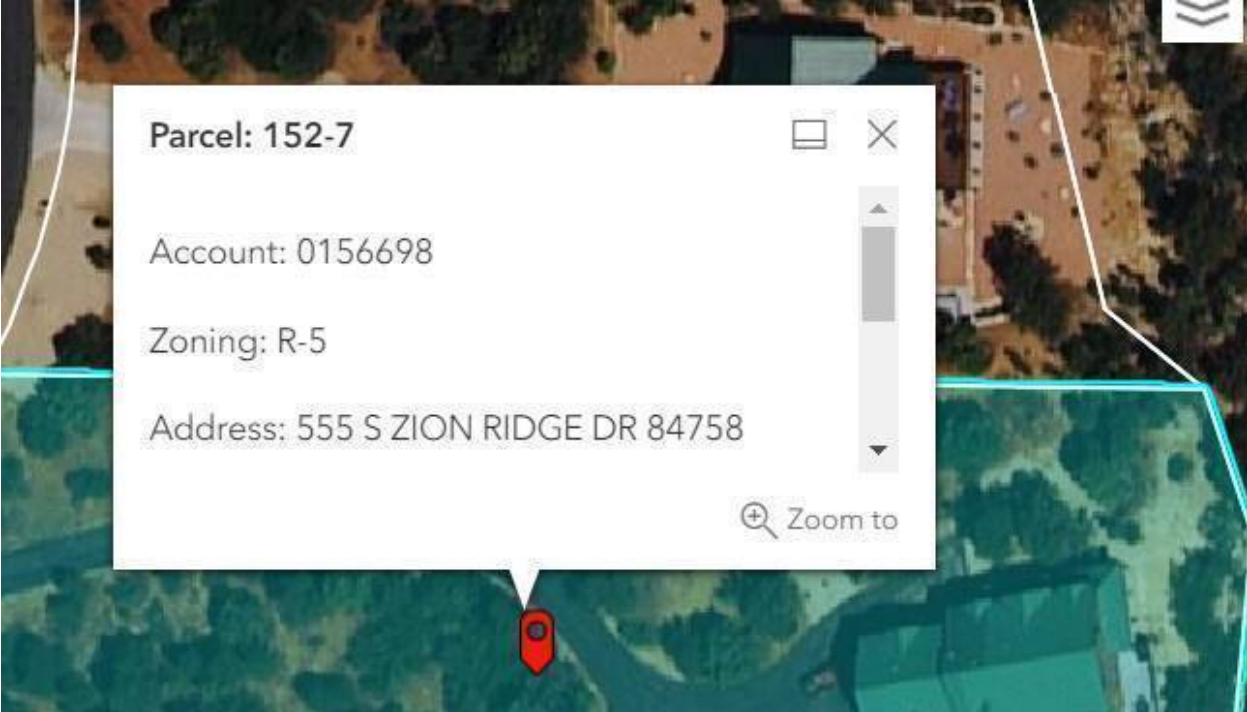 Parcel: 152-7
Account: 0156698
Zoning: R-5
Address: 555 S ZION RIDGE DR 84758
Zoom to